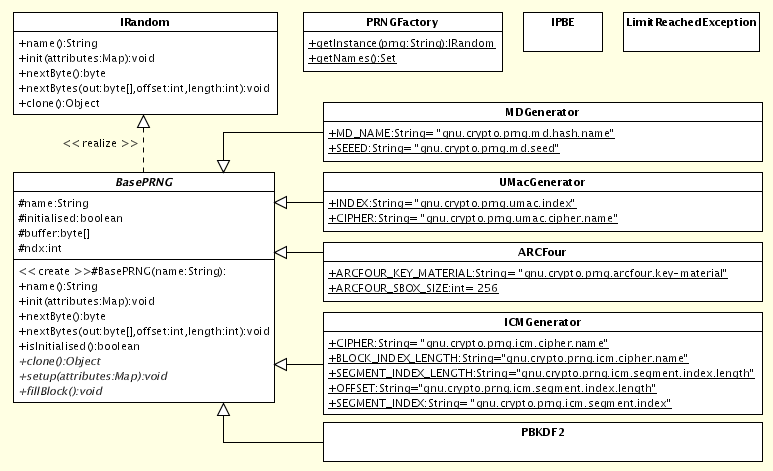 IRandom
+name():String
+init(attributes:Map):void
+nextByte():byte
+nextBytes(out:byte[],offset:int,length:int):void
+clone():Object
PRNGFactory
+getInstance(prng:String):IRandom
+getNames():Set
IPBE
LimitReachedException
<< realize >>
MDGenerator
+MD_NAME:String= "gnu.crypto.prng.md.hash.name"
+SEEED:String= "gnu.crypto.prng.md.seed"
BasePRNG
#name:String
#initialised:boolean
#buffer:byte[]
#ndx:int
<< create >>#BasePRNG(name:String):
+name():String
+init(attributes:Map):void
+nextByte():byte
+nextBytes(out:byte[],offset:int,length:int):void
+isInitialised():boolean
+clone():Object
+setup(attributes:Map):void
+fillBlock():void
UMacGenerator
+INDEX:String= "gnu.crypto.prng.umac.index"
+CIPHER:String= "gnu.crypto.prng.umac.cipher.name"
ARCFour
+ARCFOUR_KEY_MATERIAL:String= "gnu.crypto.prng.arcfour.key-material"
+ARCFOUR_SBOX_SIZE:int= 256
ICMGenerator
+CIPHER:String= "gnu.crypto.prng.icm.cipher.name"
+BLOCK_INDEX_LENGTH:String="gnu.crypto.prng.icm.cipher.name"
+SEGMENT_INDEX_LENGTH:String= "gnu.crypto.prng.icm.segment.index.length"
+OFFSET:String="gnu.crypto.prng.icm.segment.index.length"
+SEGMENT_INDEX:String= "gnu.crypto.prng.icm.segment.index"
PBKDF2